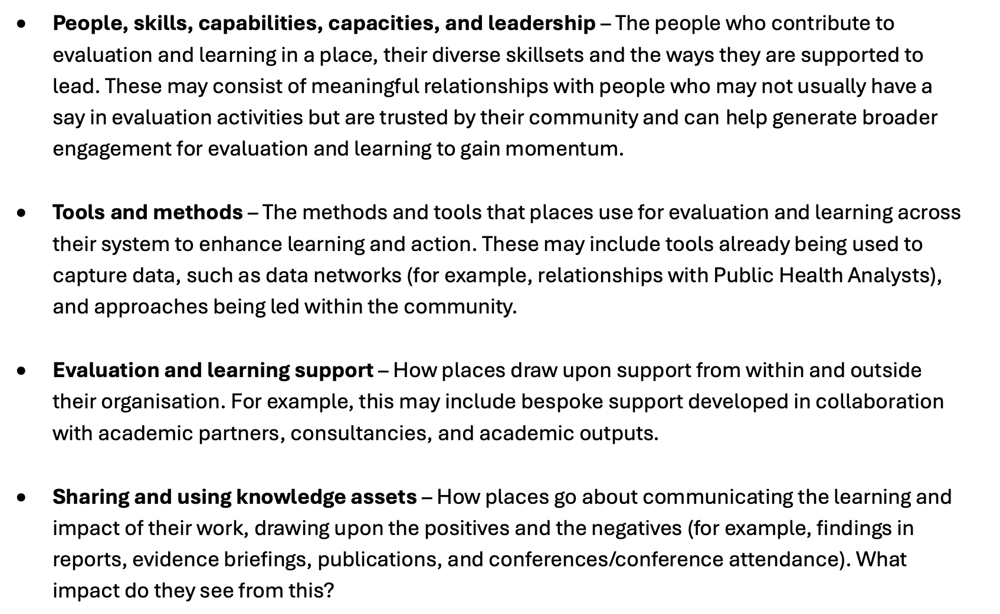 • People, skills, capabilities, capacities, and leadership – The people who contribute to
evaluation and learning in a place, their diverse skillsets and the ways they are supported to
lead. These may consist of meaningful relationships with people who may not usually have a
say in evaluation activities but are trusted by their community and can help generate broader
engagement for evaluation and learning to gain momentum.
• Tools and methods – The methods and tools that places use for evaluation and learning across
their system to enhance learning and action. These may include tools already being used to
capture data, such as data networks (for example, relationships with Public Health Analysts),
and approaches being led within the community.
• Evaluation and learning support – How places draw upon support from within and outside
their organisation. For example, this may include bespoke support developed in collaboration
with academic partners, consultancies, and academic outputs.
• Sharing and using knowledge assets – How places go about communicating the learning and
impact of their work, drawing upon the positives and the negatives (for example, findings in
reports, evidence briefings, publications, and conferences/conference attendance). What
impact do they see from this?